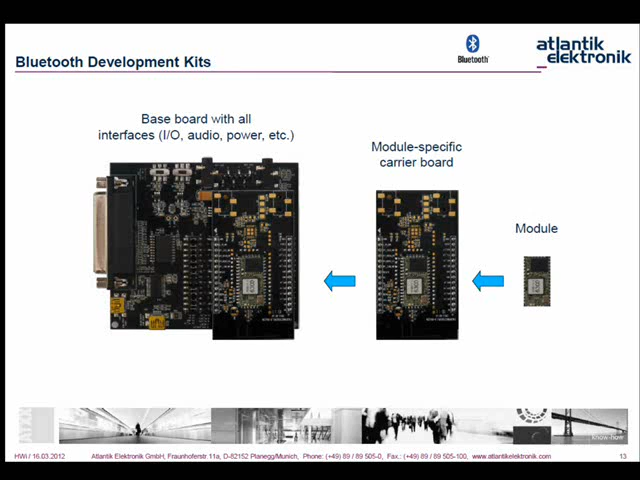 Bluetooth Development Kits
Bluetooth
atlantik
elektronik
Base board with all
interfaces (I/O, audio, power, etc.)
Module-specific
carrier board
Module
know-how
HWi / 16.03.2012
Atlantik Elektronik GmbH, Fraunhoferstr. 11a, D-82152 Planegg/Munich, Phone: (+49) 89 / 89 505-0, Fax.: (+49) 89 / 89 505-100, www.atlantikelektronik.com
13